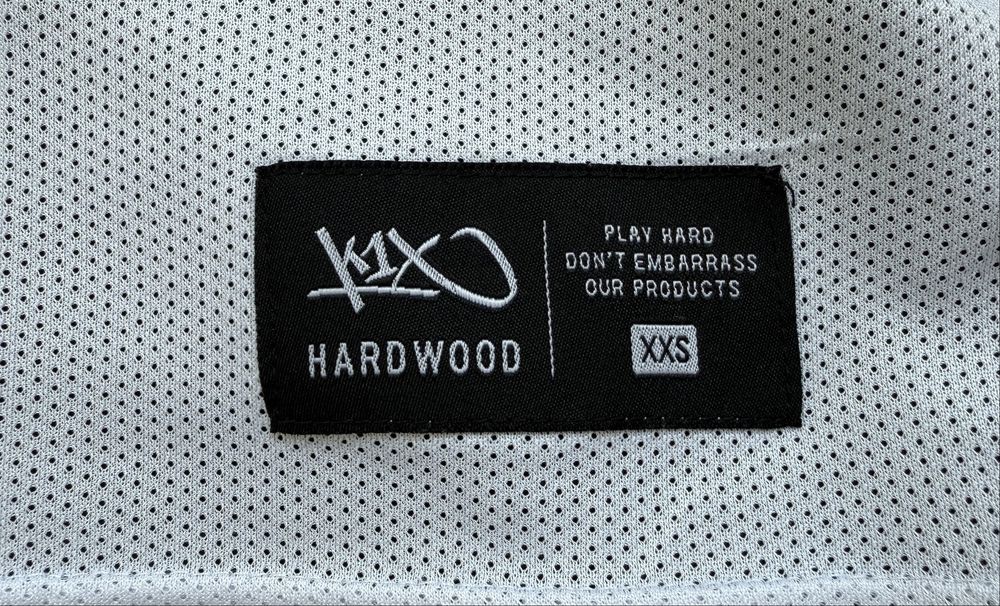 K1X
HARDWOOD
PLAY HARD
DON'T EMBARRASS
OUR PRODUCTS
XXS